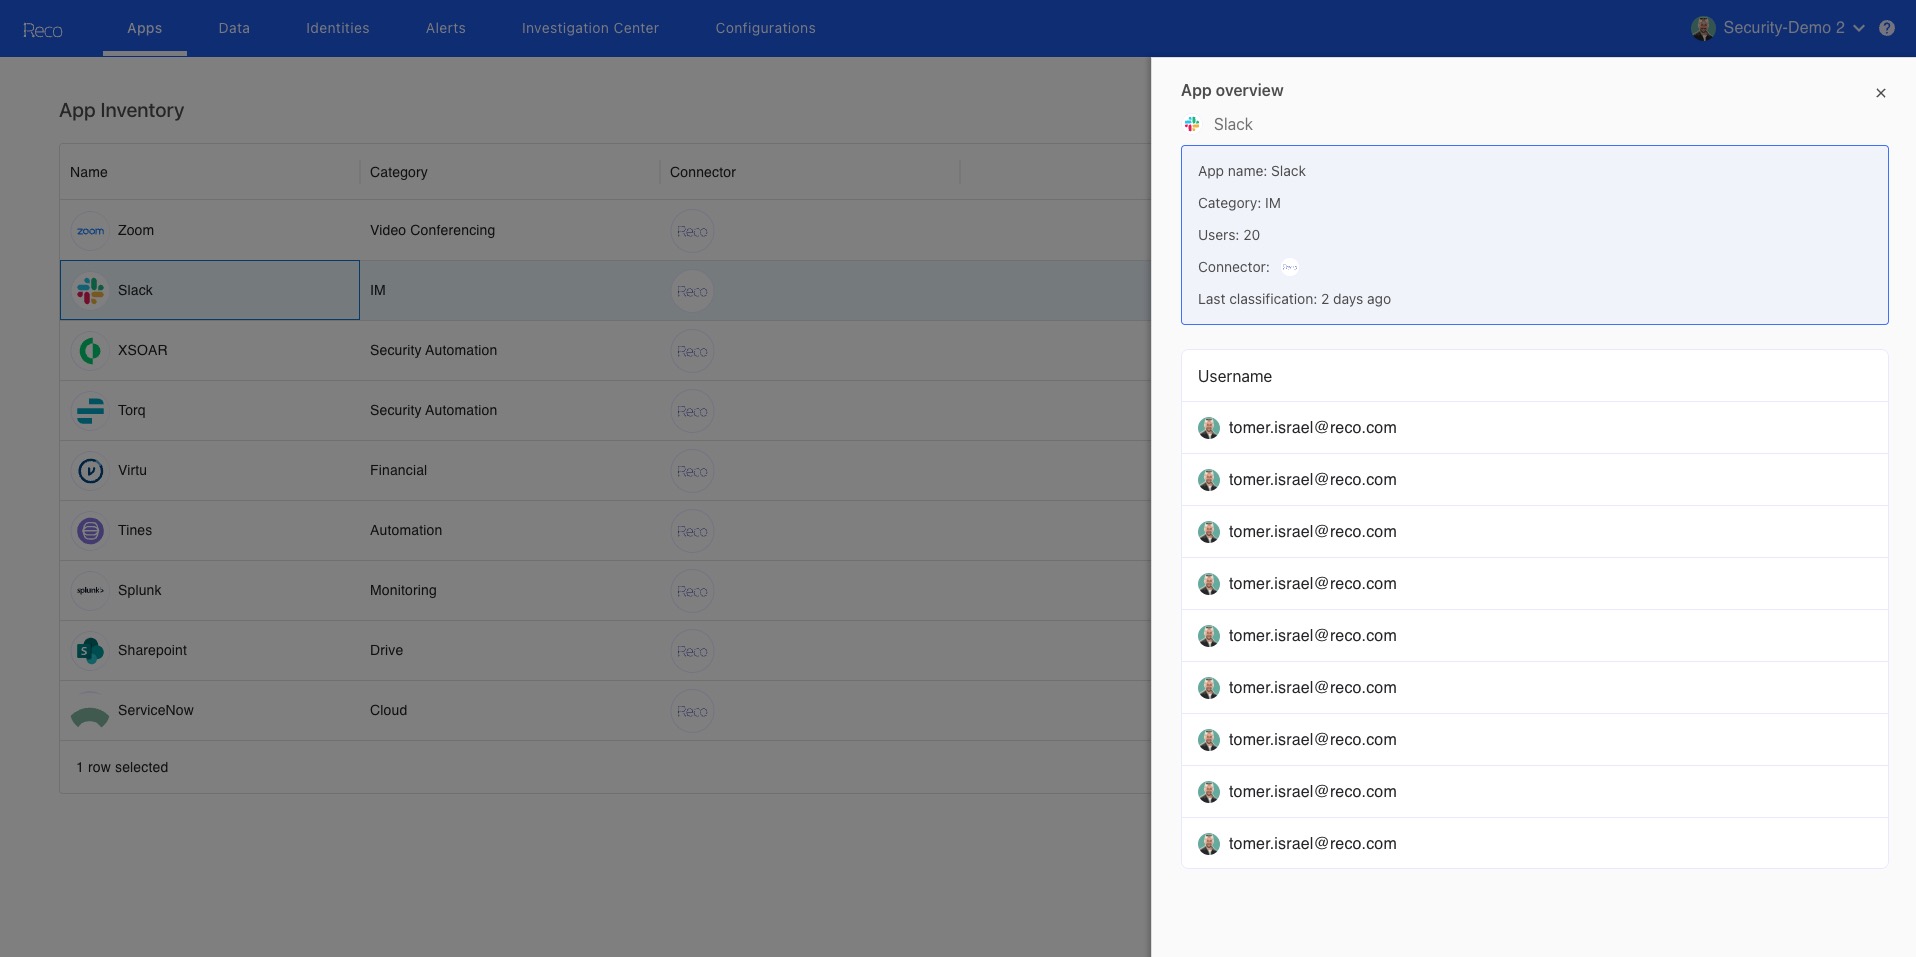 Reco Apps Data Identities Alerts Investigation Center Configurations Security-Demo 2 ?
App Inventory
Name Category Connector
zoom Zoom Video Conferencing Reco
Slack IM Reco
XSOAR Security Automation Reco
Torq Security Automation Reco
Virtu Financial Reco
Tines Automation Reco
splunk> Splunk Monitoring Reco
S Sharepoint Drive Reco
ServiceNow Cloud Reco
1 row selected
App overview
Slack
App name: Slack
Category: IM
Users: 20
Connector: Reco
Last classification: 2 days ago
Username
tomer.israel@reco.com
tomer.israel@reco.com
tomer.israel@reco.com
tomer.israel@reco.com
tomer.israel@reco.com
tomer.israel@reco.com
tomer.israel@reco.com
tomer.israel@reco.com
tomer.israel@reco.com